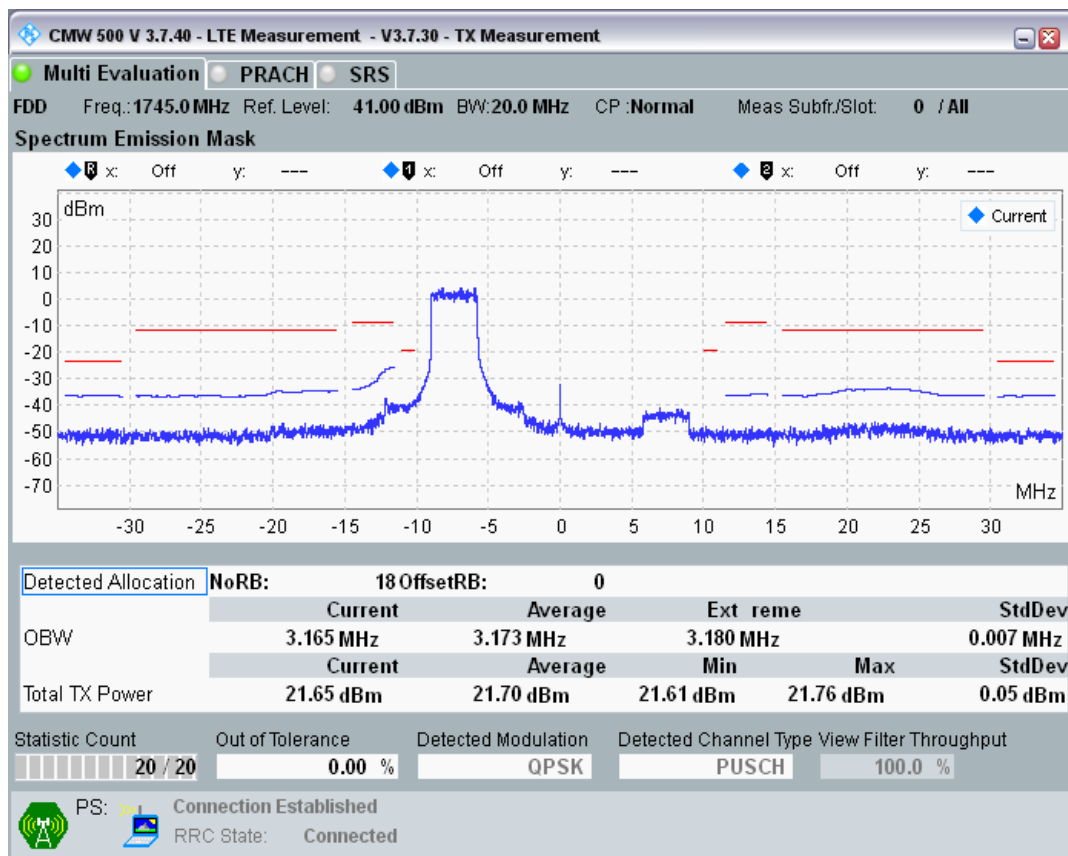 CMW 500 V 3.7.40 - LTE Measurement - V3.7.30 - TX Measurement
Multi Evaluation PRACH SRS
FDD Freq.:1745.0 MHz Ref. Level: 41.00 dBm BW:20.0 MHz CP :Normal Meas Subfr./Slot: 0 / All
Spectrum Emission Mask
R x: Off y: --- 1 x: Off y: --- 2 x: Off y: ---
dBm
Current
30
20
10
0
-10
-20
-30
-40
-50
-60
-70
MHz
-30 -25 -20 -15 -10 -5 0 5 10 15 20 25 30
Detected Allocation NoRB: 18 OffsetRB: 0
Current Average Ext reme StdDev
OBW 3.165 MHz 3.173 MHz 3.180 MHz 0.007 MHz
Current Average Min Max StdDev
Total TX Power 21.65 dBm 21.70 dBm 21.61 dBm 21.76 dBm 0.05 dBm
Statistic Count Out of Tolerance Detected Modulation Detected Channel Type View Filter Throughput
20 / 20 0.00 % QPSK PUSCH 100.0 %
PS: Connection Established
RRC State: Connected